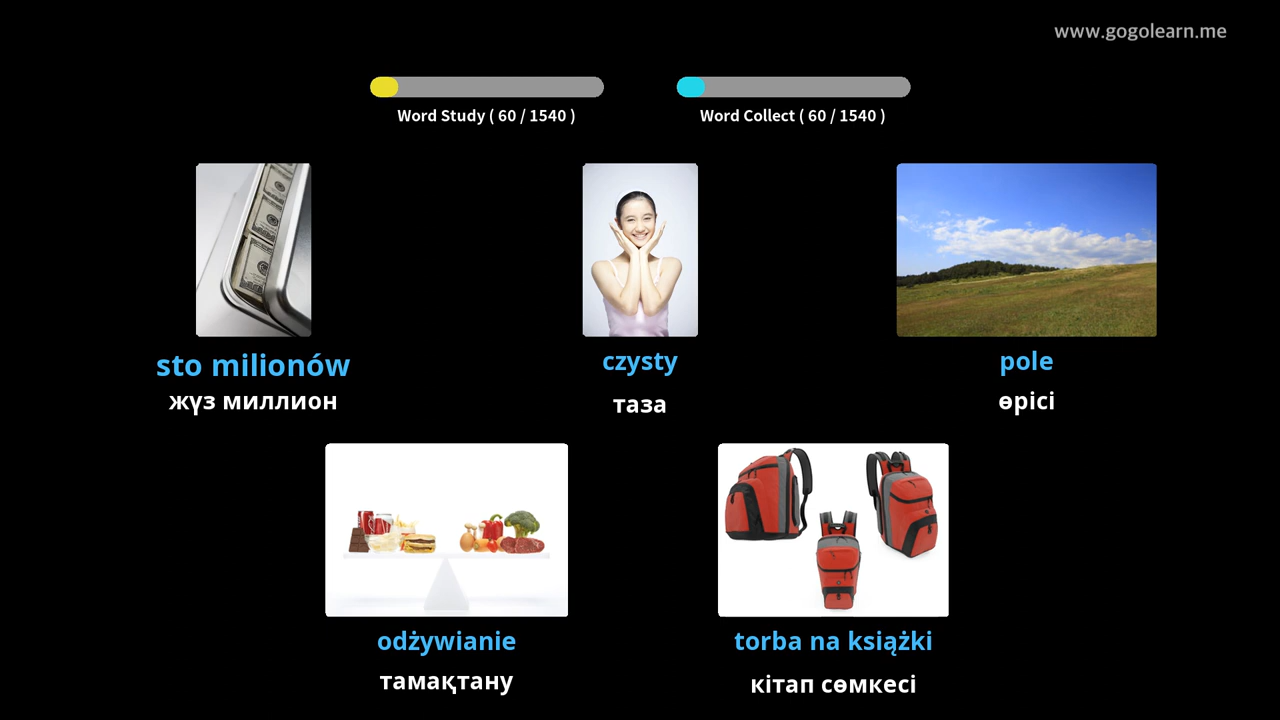 www.gogolearn.me
Word Study ( 60 / 1540 )
Word Collect ( 60 / 1540 )
sto milionów
жүз миллион
czysty
таза
pole
өрісі
odżywianie
тамақтану
torba na książki
кітап сөмкесі